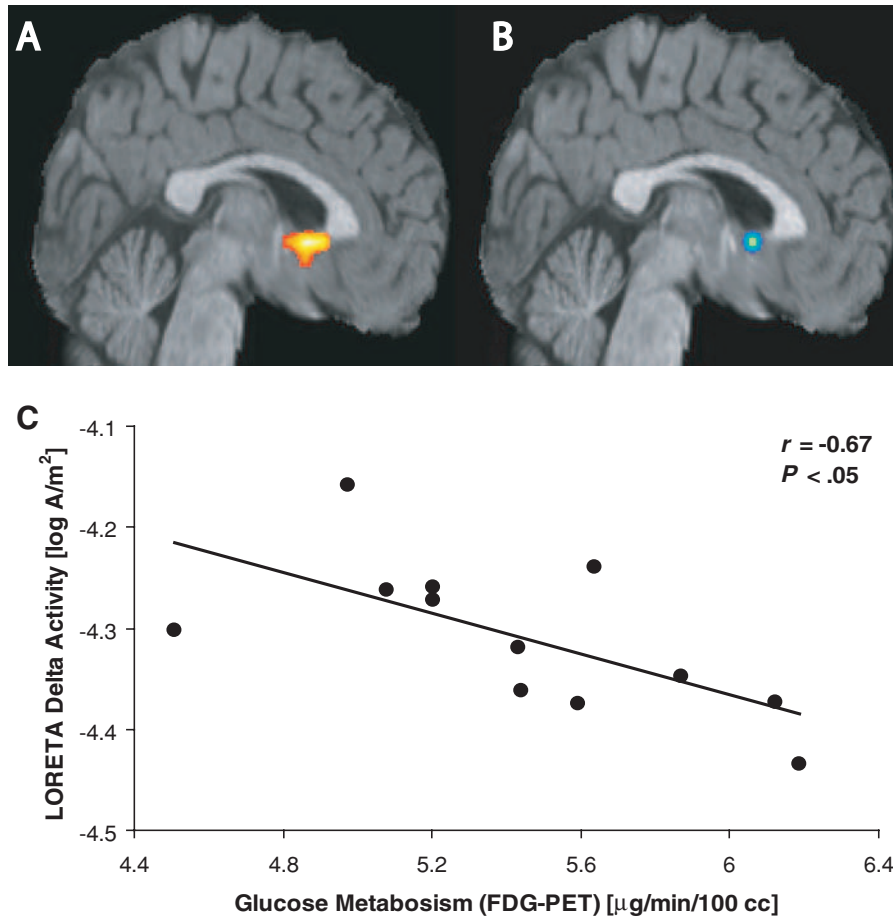 A
B
C
r = -0.67
P < .05
-4.1
-4.2
-4.3
-4.4
-4.5
LORETA Delta Activity [log A/m²]
4.4
4.8
5.2
5.6
6
6.4
Glucose Metabosism (FDG-PET) [µg/min/100 cc]